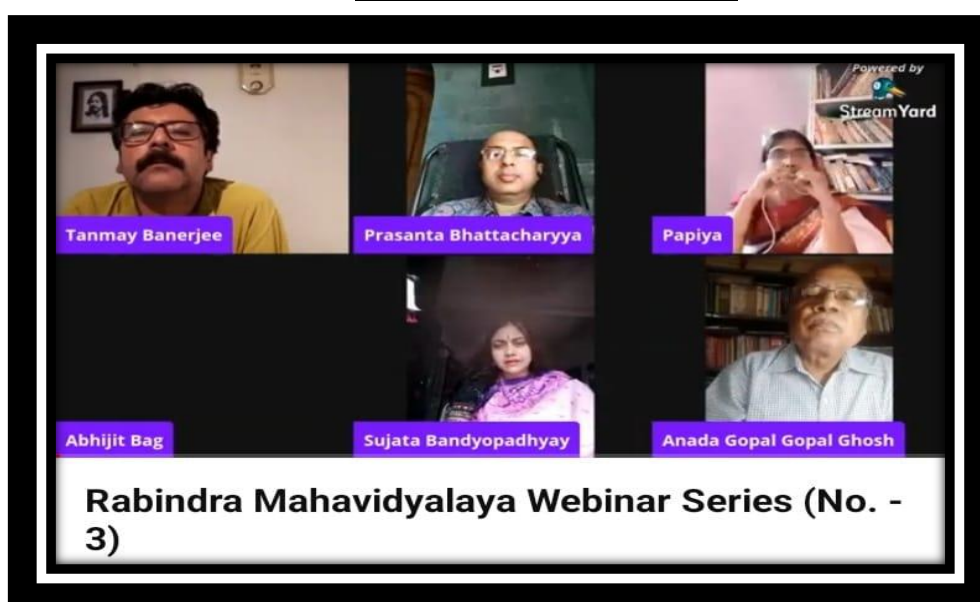 Powered by
StreamYard
Tanmay Banerjee
Prasanta Bhattacharyya
Papiya
Abhijit Bag
Sujata Bandyopadhyay
Anada Gopal Gopal Ghosh
Rabindra Mahavidyalaya Webinar Series (No. -
3)